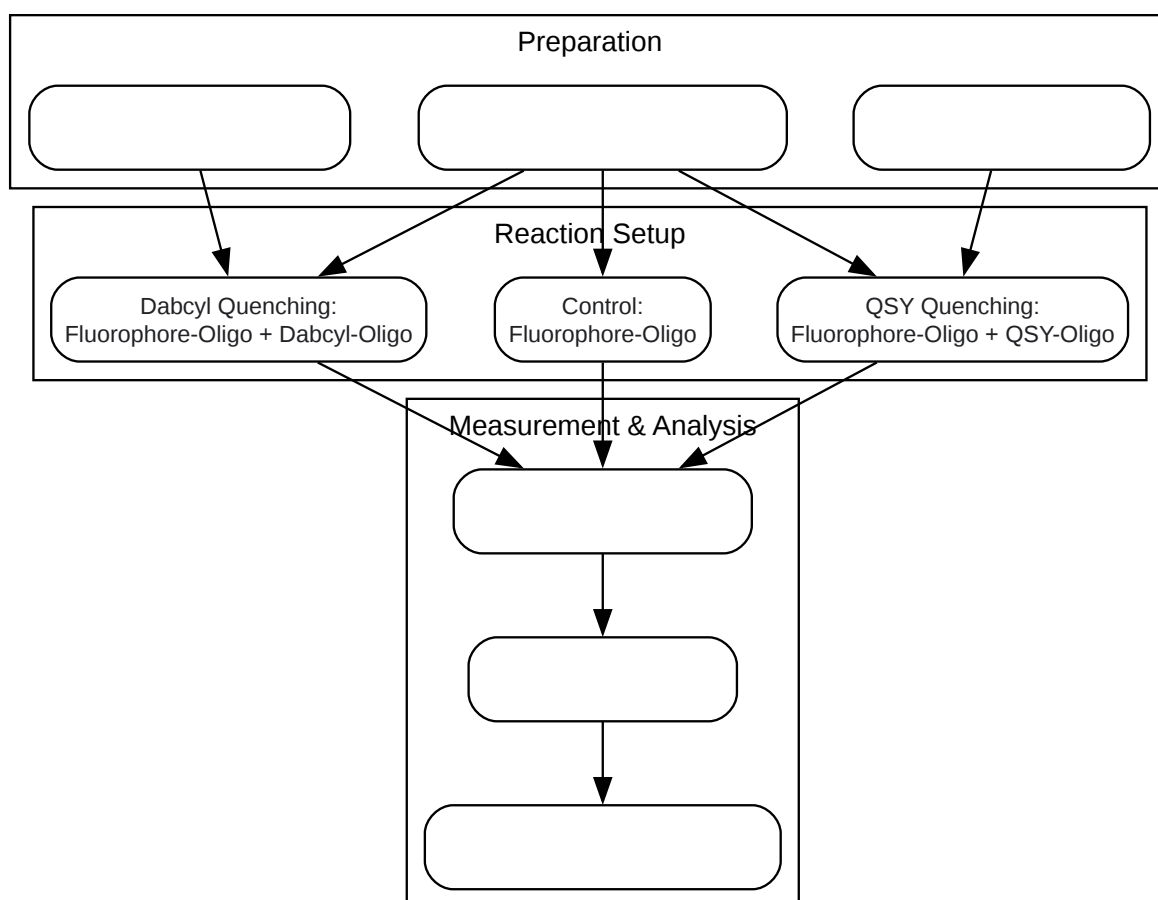 Preparation
Reaction Setup
Dabcyl Quenching:
Fluorophore-Oligo + Dabcyl-Oligo
Control:
Fluorophore-Oligo
QSY Quenching:
Fluorophore-Oligo + QSY-Oligo
Measurement & Analysis